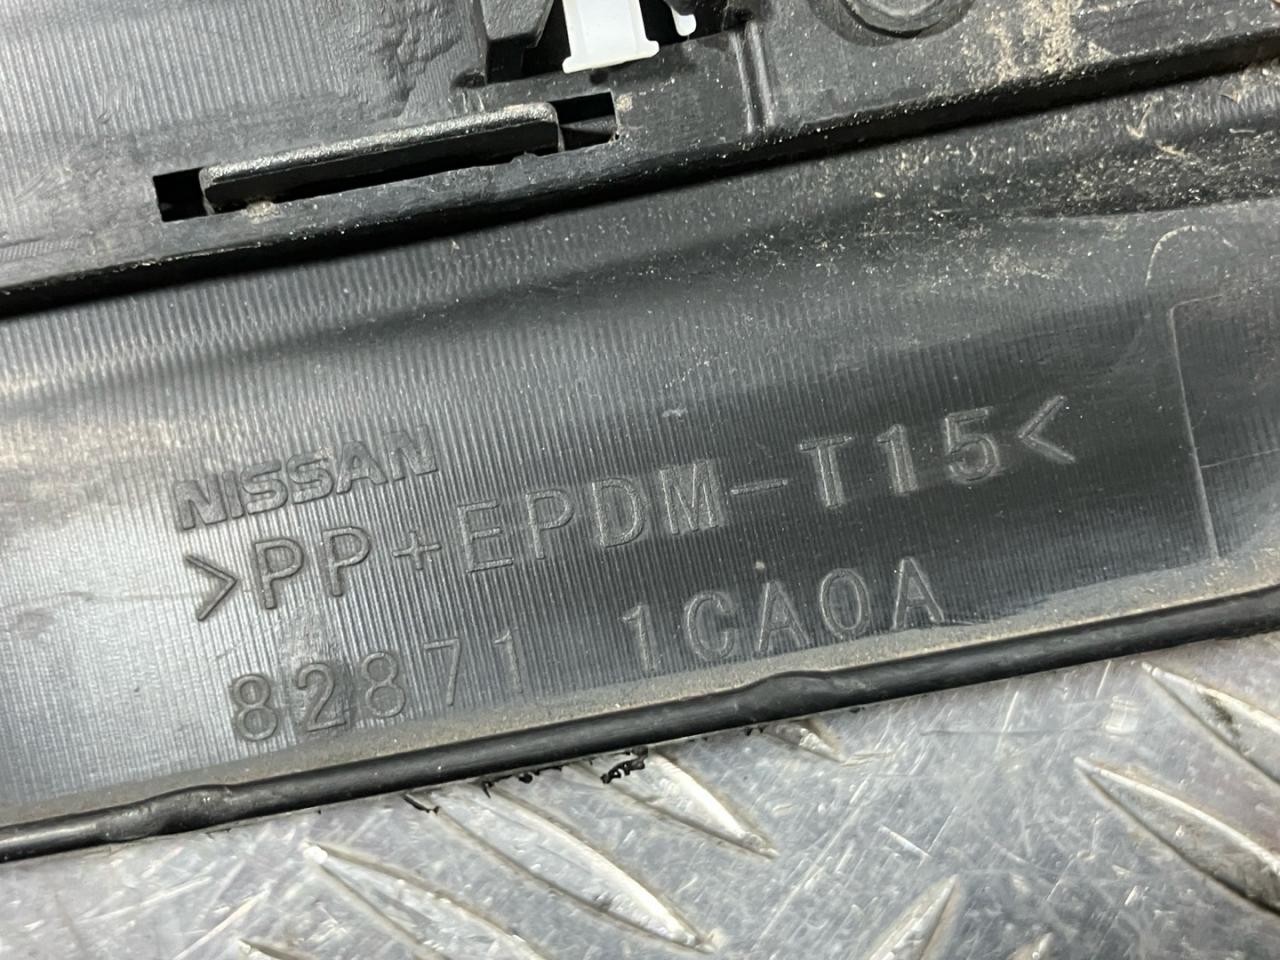 NISSAN
>PP+EPDM-T15<
82871 1CA0A